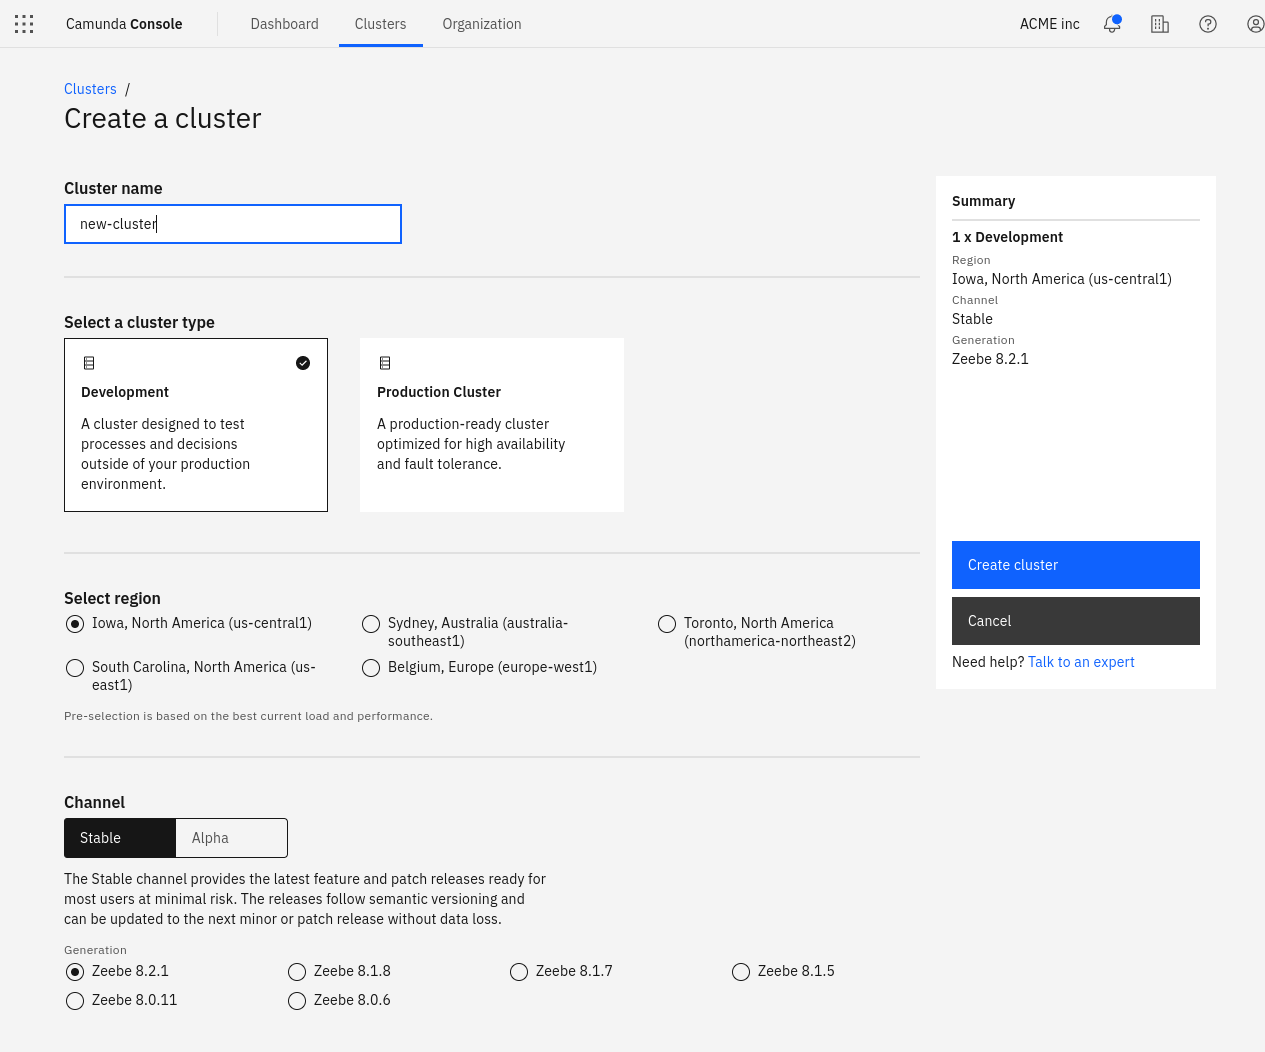 Camunda Console
Dashboard
Clusters
Organization
ACME inc
Clusters /
Create a cluster
Cluster name
new-cluster
Select a cluster type
Development
A cluster designed to test
processes and decisions
outside of your production
environment.
Production Cluster
A production-ready cluster
optimized for high availability
and fault tolerance.
Select region
Iowa, North America (us-central1)
Sydney, Australia (australia-
southeast1)
Toronto, North America
(northamerica-northeast2)
South Carolina, North America (us-
east1)
Belgium, Europe (europe-west1)
Pre-selection is based on the best current load and performance.
Channel
Stable
Alpha
The Stable channel provides the latest feature and patch releases ready for
most users at minimal risk. The releases follow semantic versioning and
can be updated to the next minor or patch release without data loss.
Generation
Zeebe 8.2.1
Zeebe 8.1.8
Zeebe 8.1.7
Zeebe 8.1.5
Zeebe 8.0.11
Zeebe 8.0.6
Summary
1 x Development
Region
Iowa, North America (us-central1)
Channel
Stable
Generation
Zeebe 8.2.1
Create cluster
Cancel
Need help? Talk to an expert